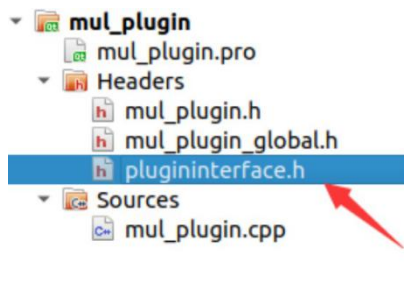 mul_plugin
mul_plugin.pro
Headers
mul_plugin.h
mul_plugin_global.h
plugininterface.h
Sources
mul_plugin.cpp